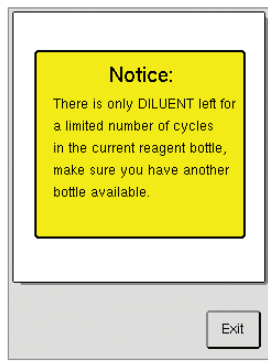 Notice:
There is only DILUENT left for
a limited number of cycles
in the current reagent bottle,
make sure you have another
bottle available.
Exit